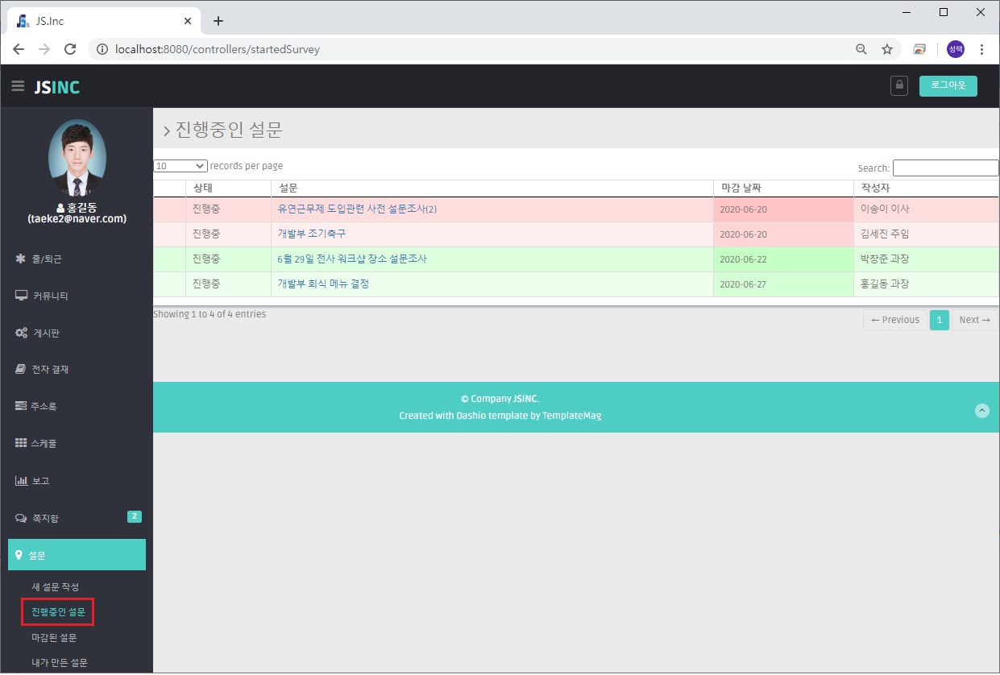 JS.Inc
localhost:8080/controllers/startedSurvey
성택
JSINC
로그아웃
홍길동
(taeke2@naver.com)
출/퇴근
커뮤니티
게시판
전자 결재
주소록
스케쥴
보고
쪽지함 2
설문
새 설문 작성
진행중인 설문
마감된 설문
내가 만든 설문
진행중인 설문
10 records per page
Search:
상태 설문 마감 날짜 작성자
진행중 유연근무제 도입관련 사전 설문조사(2) 2020-06-20 이송이 이사
진행중 개발부 조기축구 2020-06-20 김세진 주임
진행중 6월 29일 전사 워크샵 장소 설문조사 2020-06-22 박창준 과장
진행중 개발부 회식 메뉴 결정 2020-06-27 홍길동 과장
Showing 1 to 4 of 4 entries
← Previous 1 Next →
© Company JSINC.
Created with Dashio template by TemplateMag